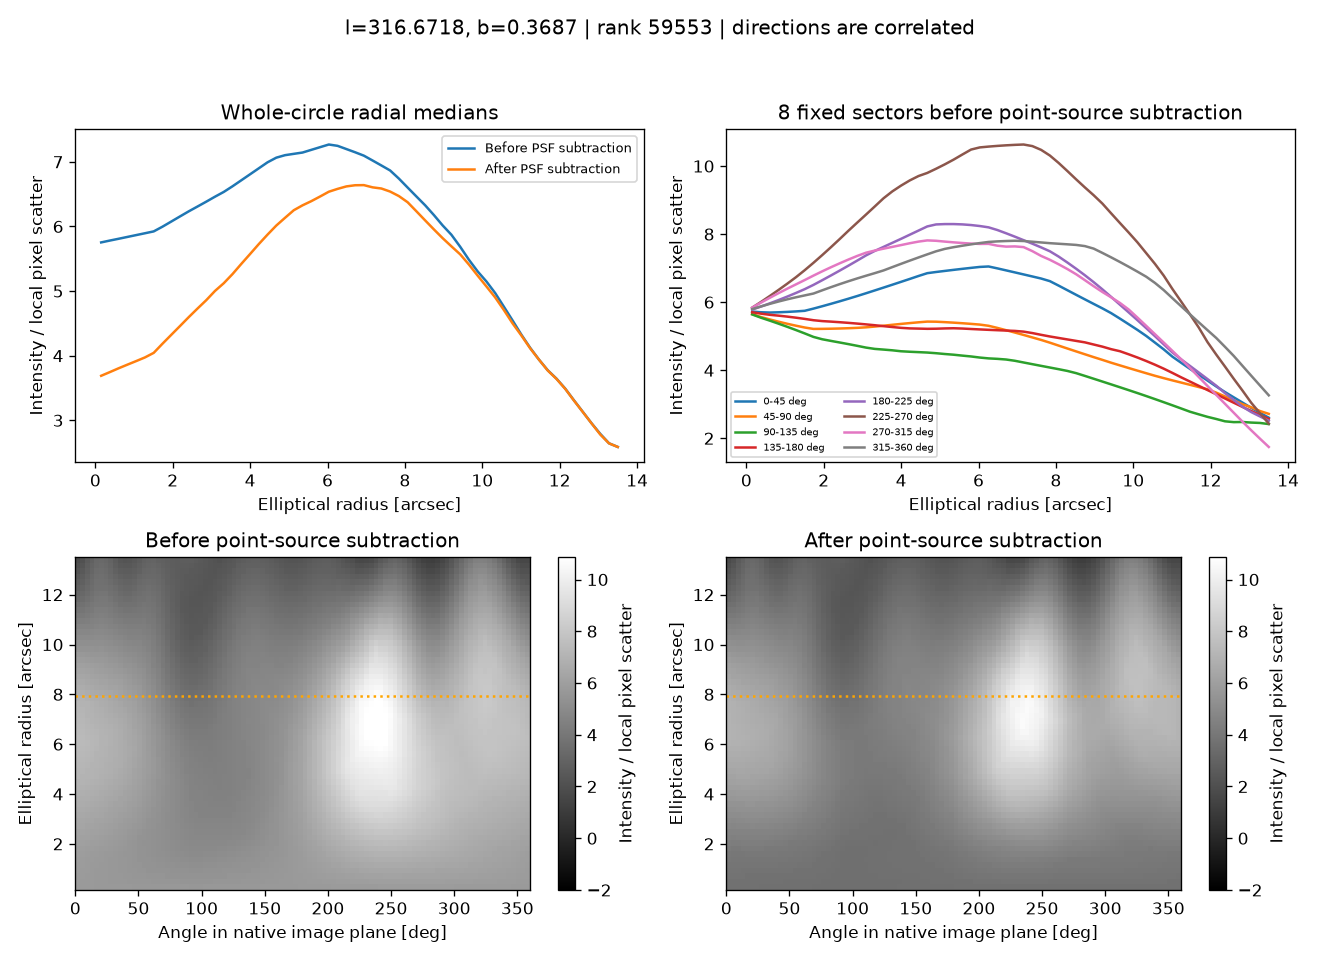 l=316.6718, b=0.3687 | rank 59553 | directions are correlated
Whole-circle radial medians
Intensity / local pixel scatter
7
6
5
4
3
Before PSF subtraction
After PSF subtraction
0 2 4 6 8 10 12 14
Elliptical radius [arcsec]
8 fixed sectors before point-source subtraction
Intensity / local pixel scatter
10
8
6
4
2
0-45 deg
45-90 deg
90-135 deg
135-180 deg
180-225 deg
225-270 deg
270-315 deg
315-360 deg
0 2 4 6 8 10 12 14
Elliptical radius [arcsec]
Before point-source subtraction
Elliptical radius [arcsec]
12
10
8
6
4
2
0 50 100 150 200 250 300 350
Angle in native image plane [deg]
10
8
6
4
2
0
−2
Intensity / local pixel scatter
After point-source subtraction
Elliptical radius [arcsec]
12
10
8
6
4
2
0 50 100 150 200 250 300 350
Angle in native image plane [deg]
10
8
6
4
2
0
−2
Intensity / local pixel scatter